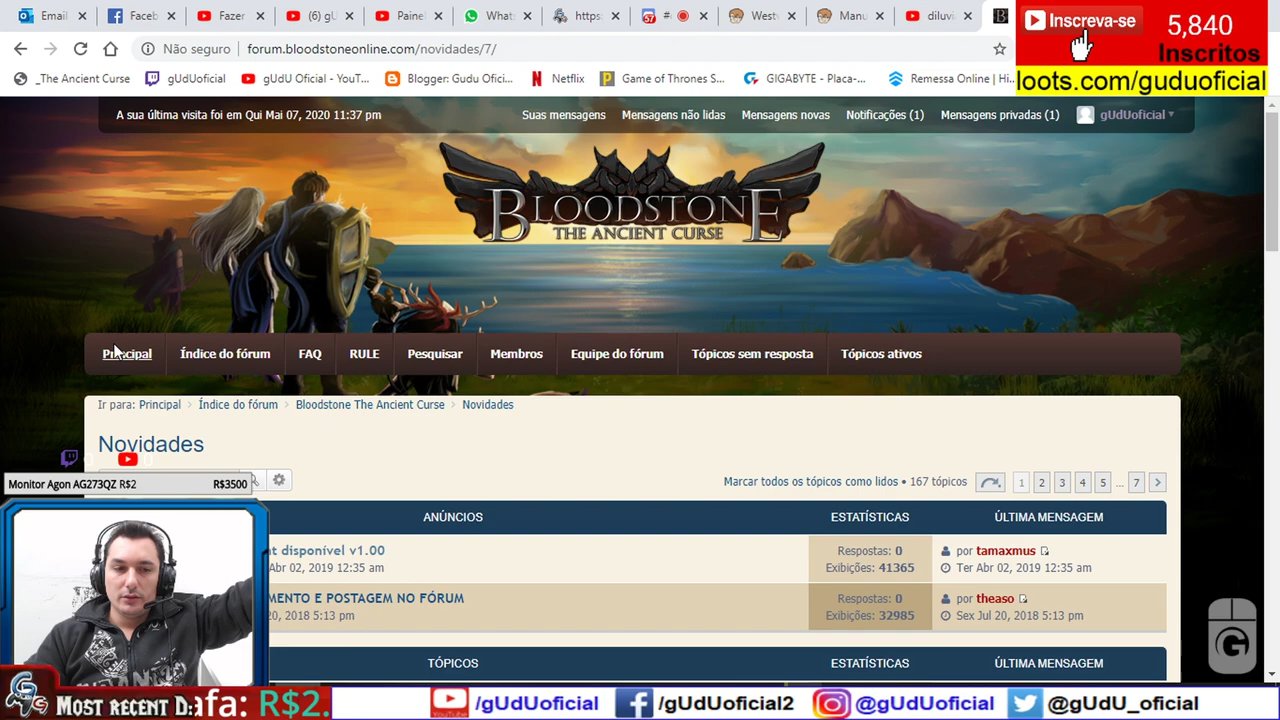 Email
Faceb
Fazer
(6) gU
Painel
Whats
https:
#
Westv
Manu
diluvia
Inscreva-se
5,840
Inscritos
loots.com/guduoficial
Não seguro
forum.bloodstoneonline.com/novidades/7/
_The Ancient Curse
gUdUoficial
gUdU Oficial - YouT...
Blogger: Gudu Ofici...
Netflix
Game of Thrones S...
GIGABYTE - Placa-...
Remessa Online | Hi...
A sua última visita foi em Qui Mai 07, 2020 11:37 pm
Suas mensagens
Mensagens não lidas
Mensagens novas
Notificações (1)
Mensagens privadas (1)
gUdUoficial
BLOODSTONE
THE ANCIENT CURSE
Principal
Índice do fórum
FAQ
RULE
Pesquisar
Membros
Equipe do fórum
Tópicos sem resposta
Tópicos ativos
Ir para: Principal
Índice do fórum
Bloodstone The Ancient Curse
Novidades
Novidades
0
0
Monitor Agon AG273QZ R$2
R$3500
Marcar todos os tópicos como lidos • 167 tópicos
1
2
3
4
5
...
7
ANÚNCIOS
ESTATÍSTICAS
ÚLTIMA MENSAGEM
nt disponível v1.00
Abr 02, 2019 12:35 am
Respostas: 0
Exibições: 41365
por tamaxmus
Ter Abr 02, 2019 12:35 am
MENTO E POSTAGEM NO FÓRUM
20, 2018 5:13 pm
Respostas: 0
Exibições: 32985
por theaso
Sex Jul 20, 2018 5:13 pm
TÓPICOS
ESTATÍSTICAS
ÚLTIMA MENSAGEM
G
MOST RECENT D:
afa: R$2.
/gUdUoficial
/gUdUoficial2
@gUdUoficial
@gUdU_oficial